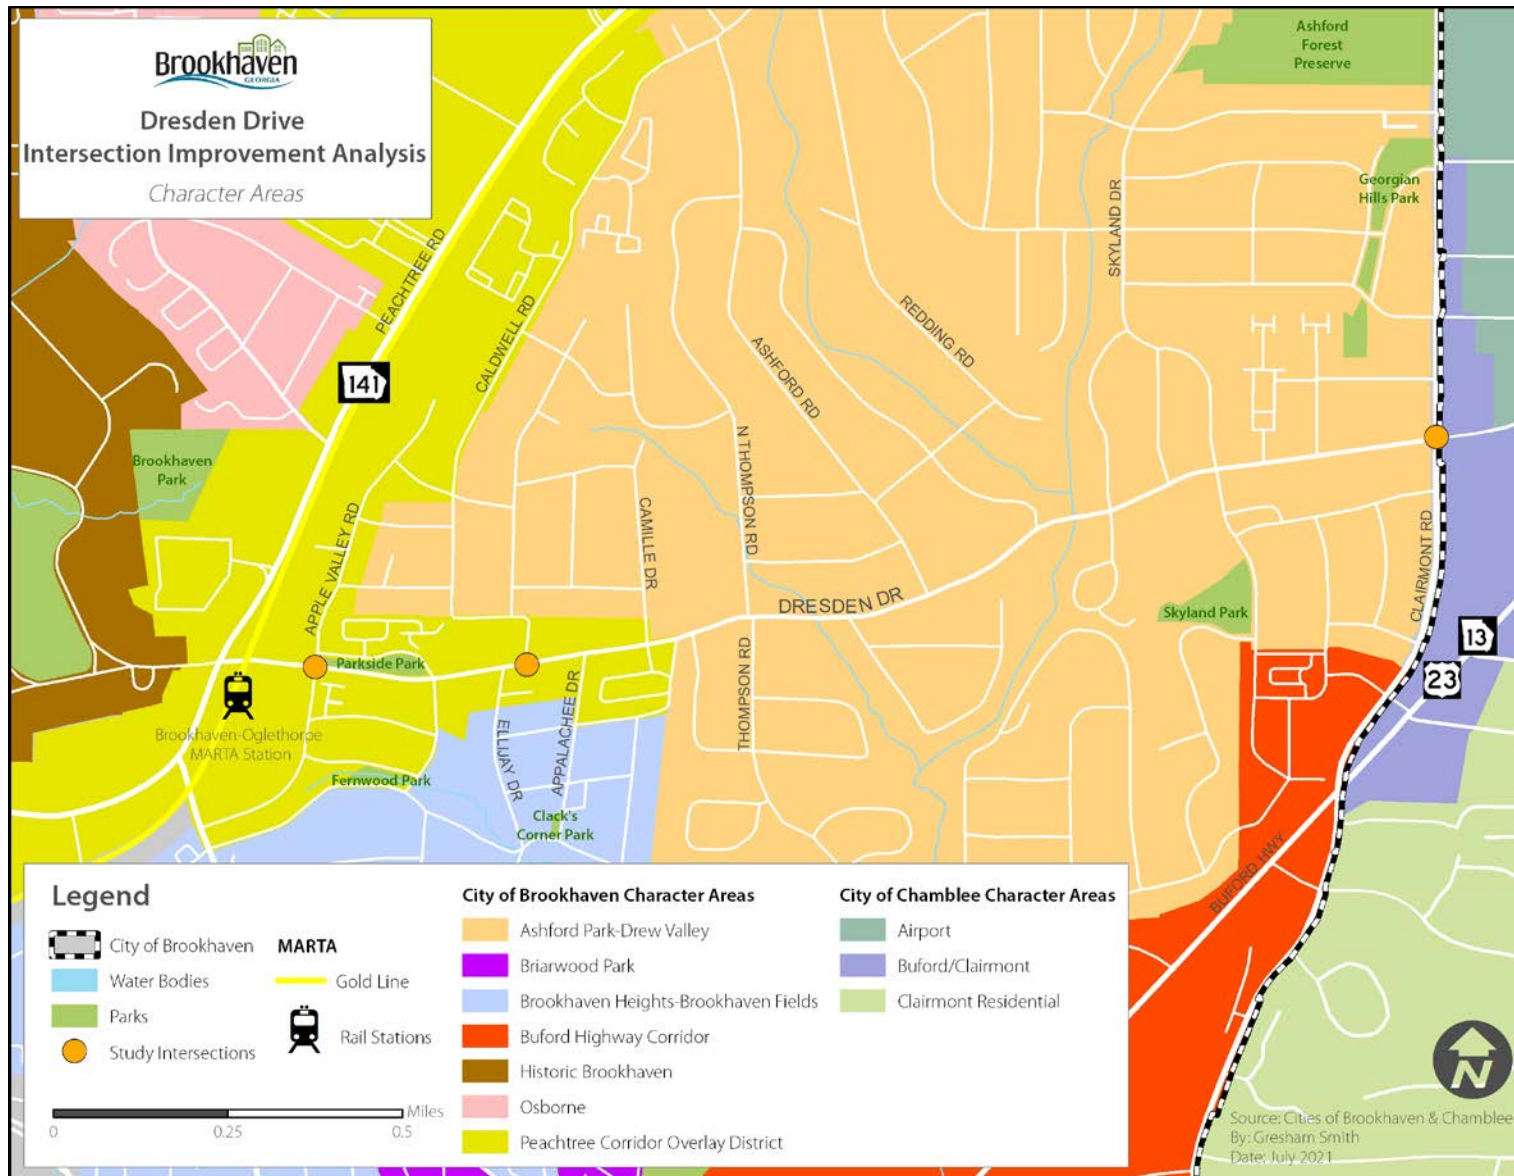 Brookhaven
GEORGIA
Dresden Drive
Intersection Improvement Analysis
Character Areas
Ashford
Forest
Preserve
Georgian
Hills Park
SKYLAND DR
PEACHTREE RD
141
CALDWELL RD
REDDING RD
ASHFORD RD
N THOMPSON RD
Brookhaven
Park
CAMILLE DR
APPLE VALLEY RD
CLAIRMONT RD
DRESDEN DR
Skyland Park
13
23
Parkside Park
Brookhaven-Oglethorpe
MARTA Station
THOMPSON RD
ELLIJAY DR
APPALACHEE DR
Fernwood Park
Clack's
Corner Park
BUFORD HWY
Legend
City of Brookhaven
Water Bodies
Parks
Study Intersections
MARTA
Gold Line
Rail Stations
Miles
0
0.25
0.5
City of Brookhaven Character Areas
Ashford Park-Drew Valley
Briarwood Park
Brookhaven Heights-Brookhaven Fields
Buford Highway Corridor
Historic Brookhaven
Osborne
Peachtree Corridor Overlay District
City of Chamblee Character Areas
Airport
Buford/Clairmont
Clairmont Residential
N
Source: Cities of Brookhaven & Chamblee
By: Gresham Smith
Date: July 2021